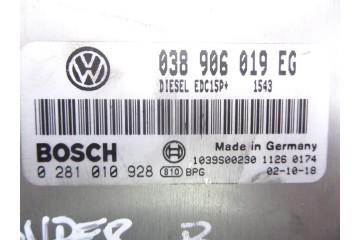 038 906 019 EG
DIESEL EDC15P+ 1543
BOSCH
Made in Germany
0 281 010 928 810 BPG
1039S00230 1126 0174
02-10-18